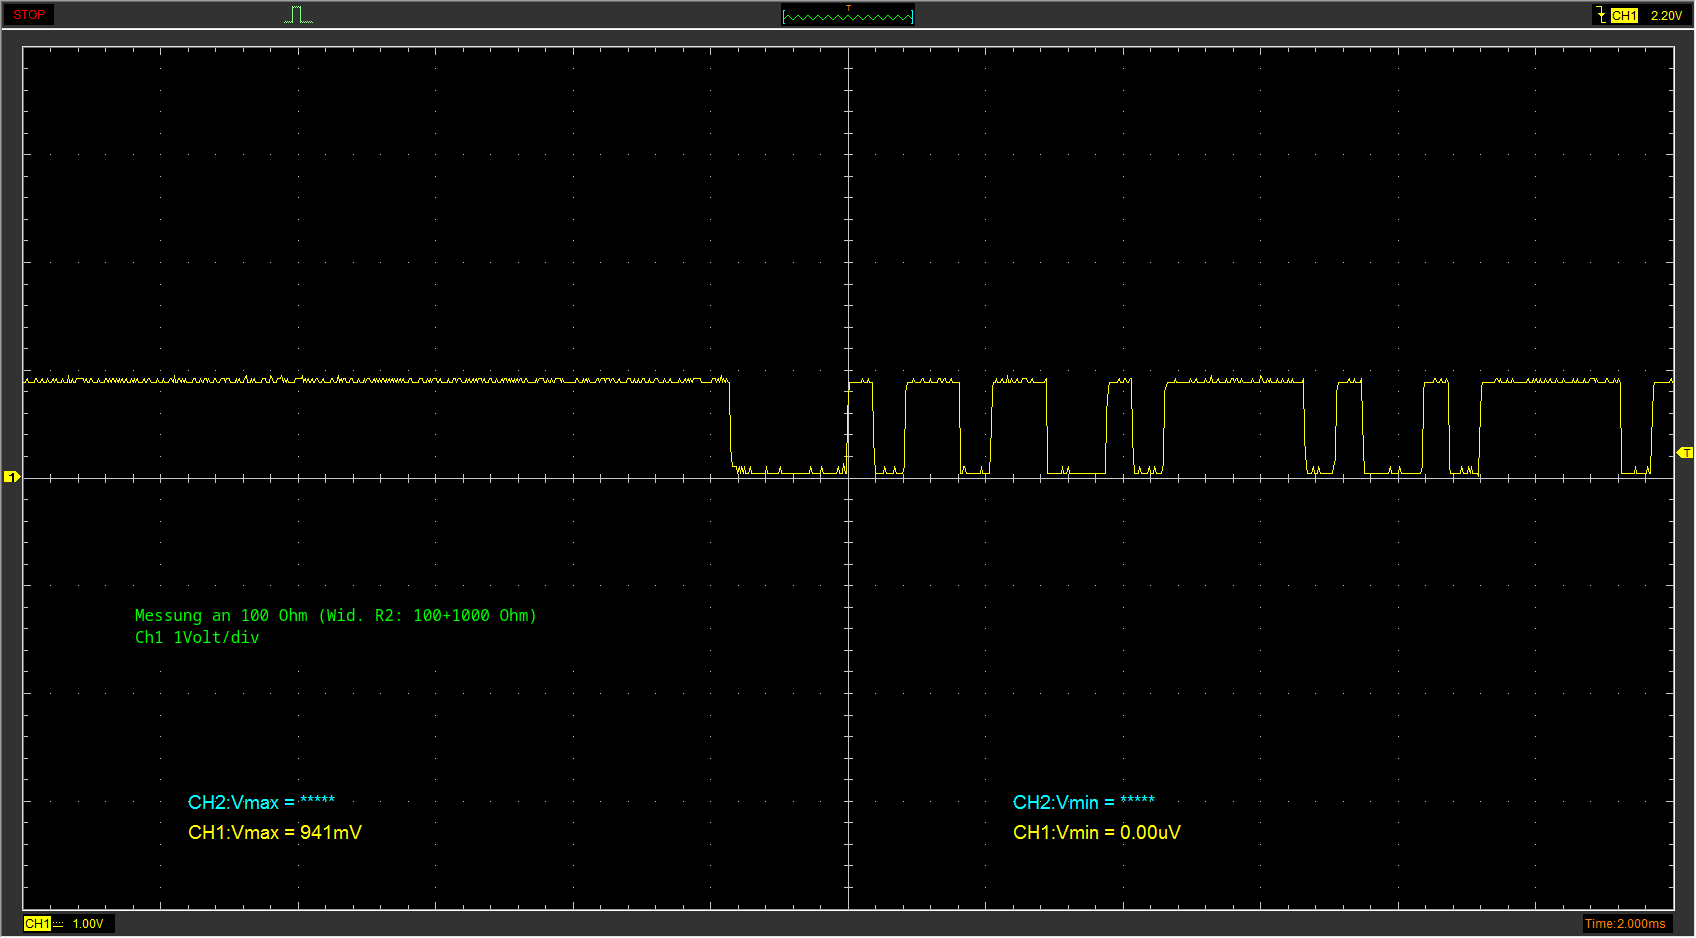 STOP
T
CH1 2.20V
1
T
Messung an 100 Ohm (Wid. R2: 100+1000 Ohm)
Ch1 1Volt/div
CH2:Vmax = ***** CH2:Vmin = *****
CH1:Vmax = 941mV CH1:Vmin = 0.00uV
CH1 1.00V Time:2.000ms